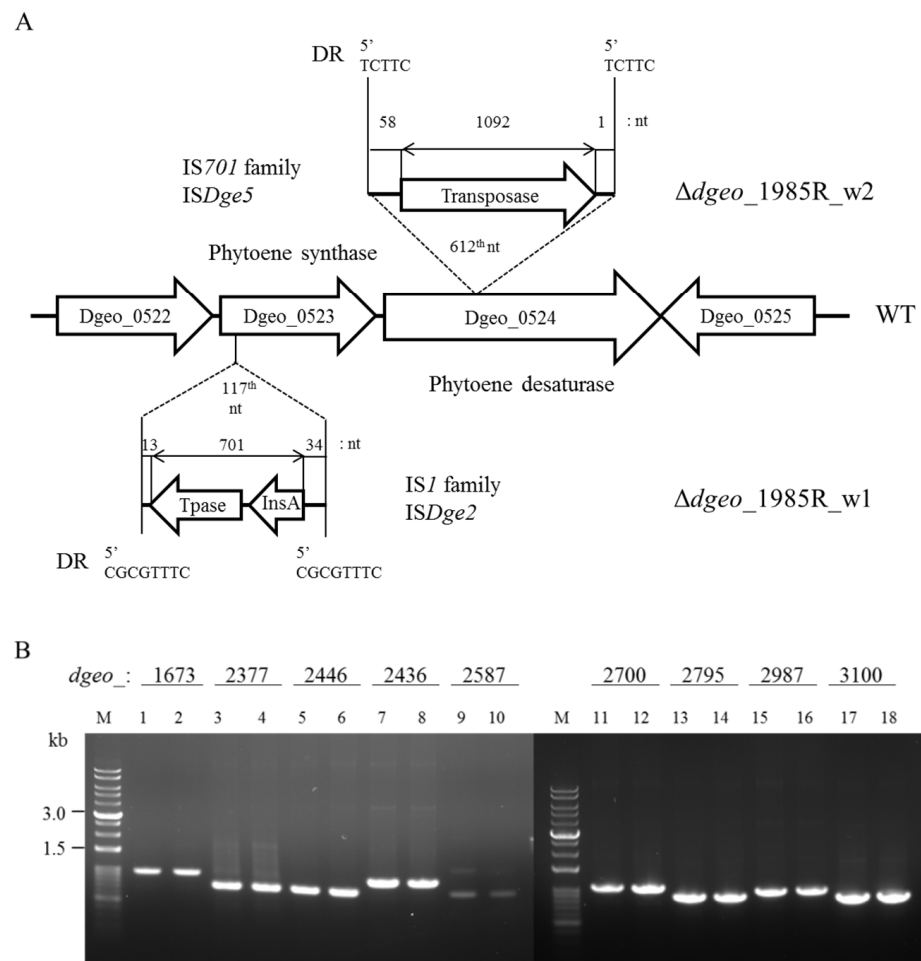 A
DR 5’ TCTTC 5’ TCTTC
58 1092 1 : nt
IS701 family
ISDge5
Transposase
Δdgeo_1985R_w2
612th nt
Phytoene synthase
Dgeo_0522 Dgeo_0523 Dgeo_0524 Dgeo_0525 WT
Phytoene desaturase
117th
nt
13 701 34 : nt
Tpase InsA
IS1 family
ISDge2
Δdgeo_1985R_w1
DR 5’ CGCGTTTC 5’ CGCGTTTC
B
dgeo_: 1673 2377 2446 2436 2587 2700 2795 2987 3100
M 1 2 3 4 5 6 7 8 9 10 M 11 12 13 14 15 16 17 18
kb
3.0
1.5